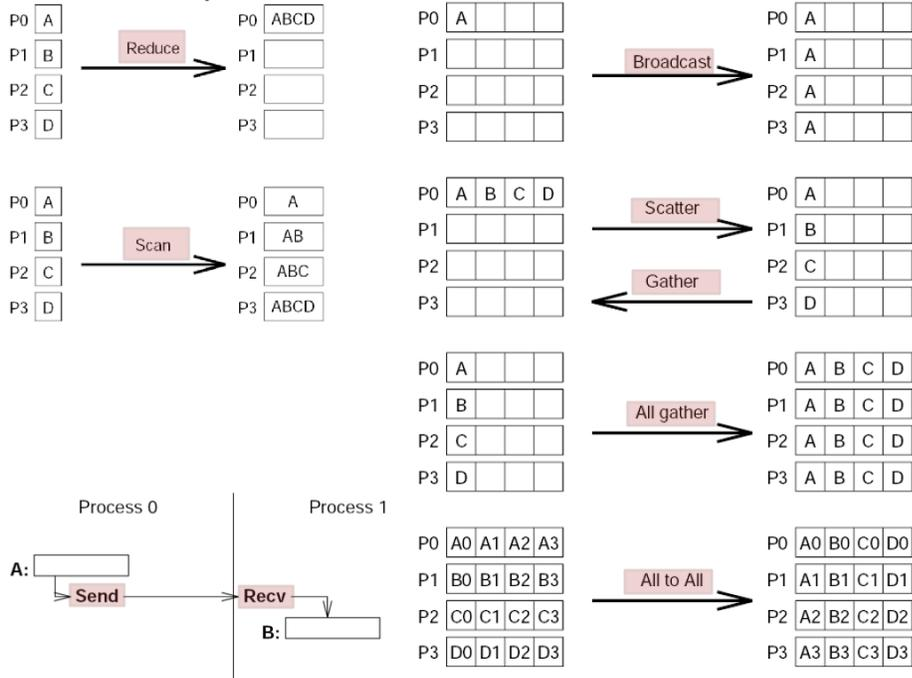 P0 A P0 ABCD
P1 B Reduce P1
P2 C P2
P3 D P3
P0 A P0 A
P1 B Scan P1 AB
P2 C P2 ABC
P3 D P3 ABCD
Process 0 Process 1
A:
Send Recv
B:
P0 A P0 A
P1 Broadcast P1 A
P2 P2 A
P3 P3 A
P0 A B C D P0 A
P1 Scatter P1 B
P2 Gather P2 C
P3 P3 D
P0 A P0 A B C D
P1 B All gather P1 A B C D
P2 C P2 A B C D
P3 D P3 A B C D
P0 A0 A1 A2 A3 P0 A0 B0 C0 D0
P1 B0 B1 B2 B3 All to All P1 A1 B1 C1 D1
P2 C0 C1 C2 C3 P2 A2 B2 C2 D2
P3 D0 D1 D2 D3 P3 A3 B3 C3 D3